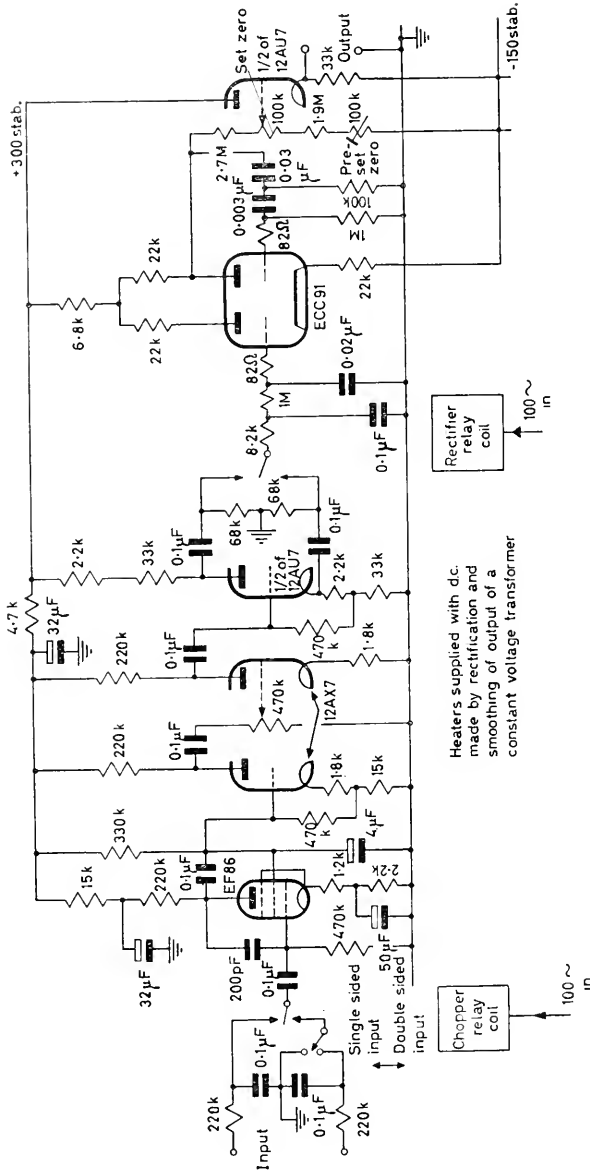 +300 stab.
4.7 k
32µF
15k
330k
220k
220k
2.2k
33k
6.8k
22k
22k
2.7M
Set zero
1/2 of
12AU7
100k
Output
33k
1.9M
100k
Pre-
set
zero
0.03
µF
0.003µF
82Ω
100k
1M
ECC91
22k
-150 stab.
82Ω
1M
8.2k
0.02µF
0.1µF
0.1µF
68k
68k
0.1µF
1/2 of
12AU7
2.2k
33k
0.1µF
470
k
1.8k
470k
12AX7
0.1µF
1.8k
15k
470
k
4µF
0.1µF
EF86
220k
32µF
1.2k
2.2k
50µF
470k
200pF
0.1µF
Single sided
input
Double sided
input
220k
0.1µF
Input
0.1µF
220k
Chopper
relay
coil
100~
in
Heaters supplied with d.c.
made by rectification and
smoothing of output of a
constant voltage transformer
Rectifier
relay
coil
100~
in